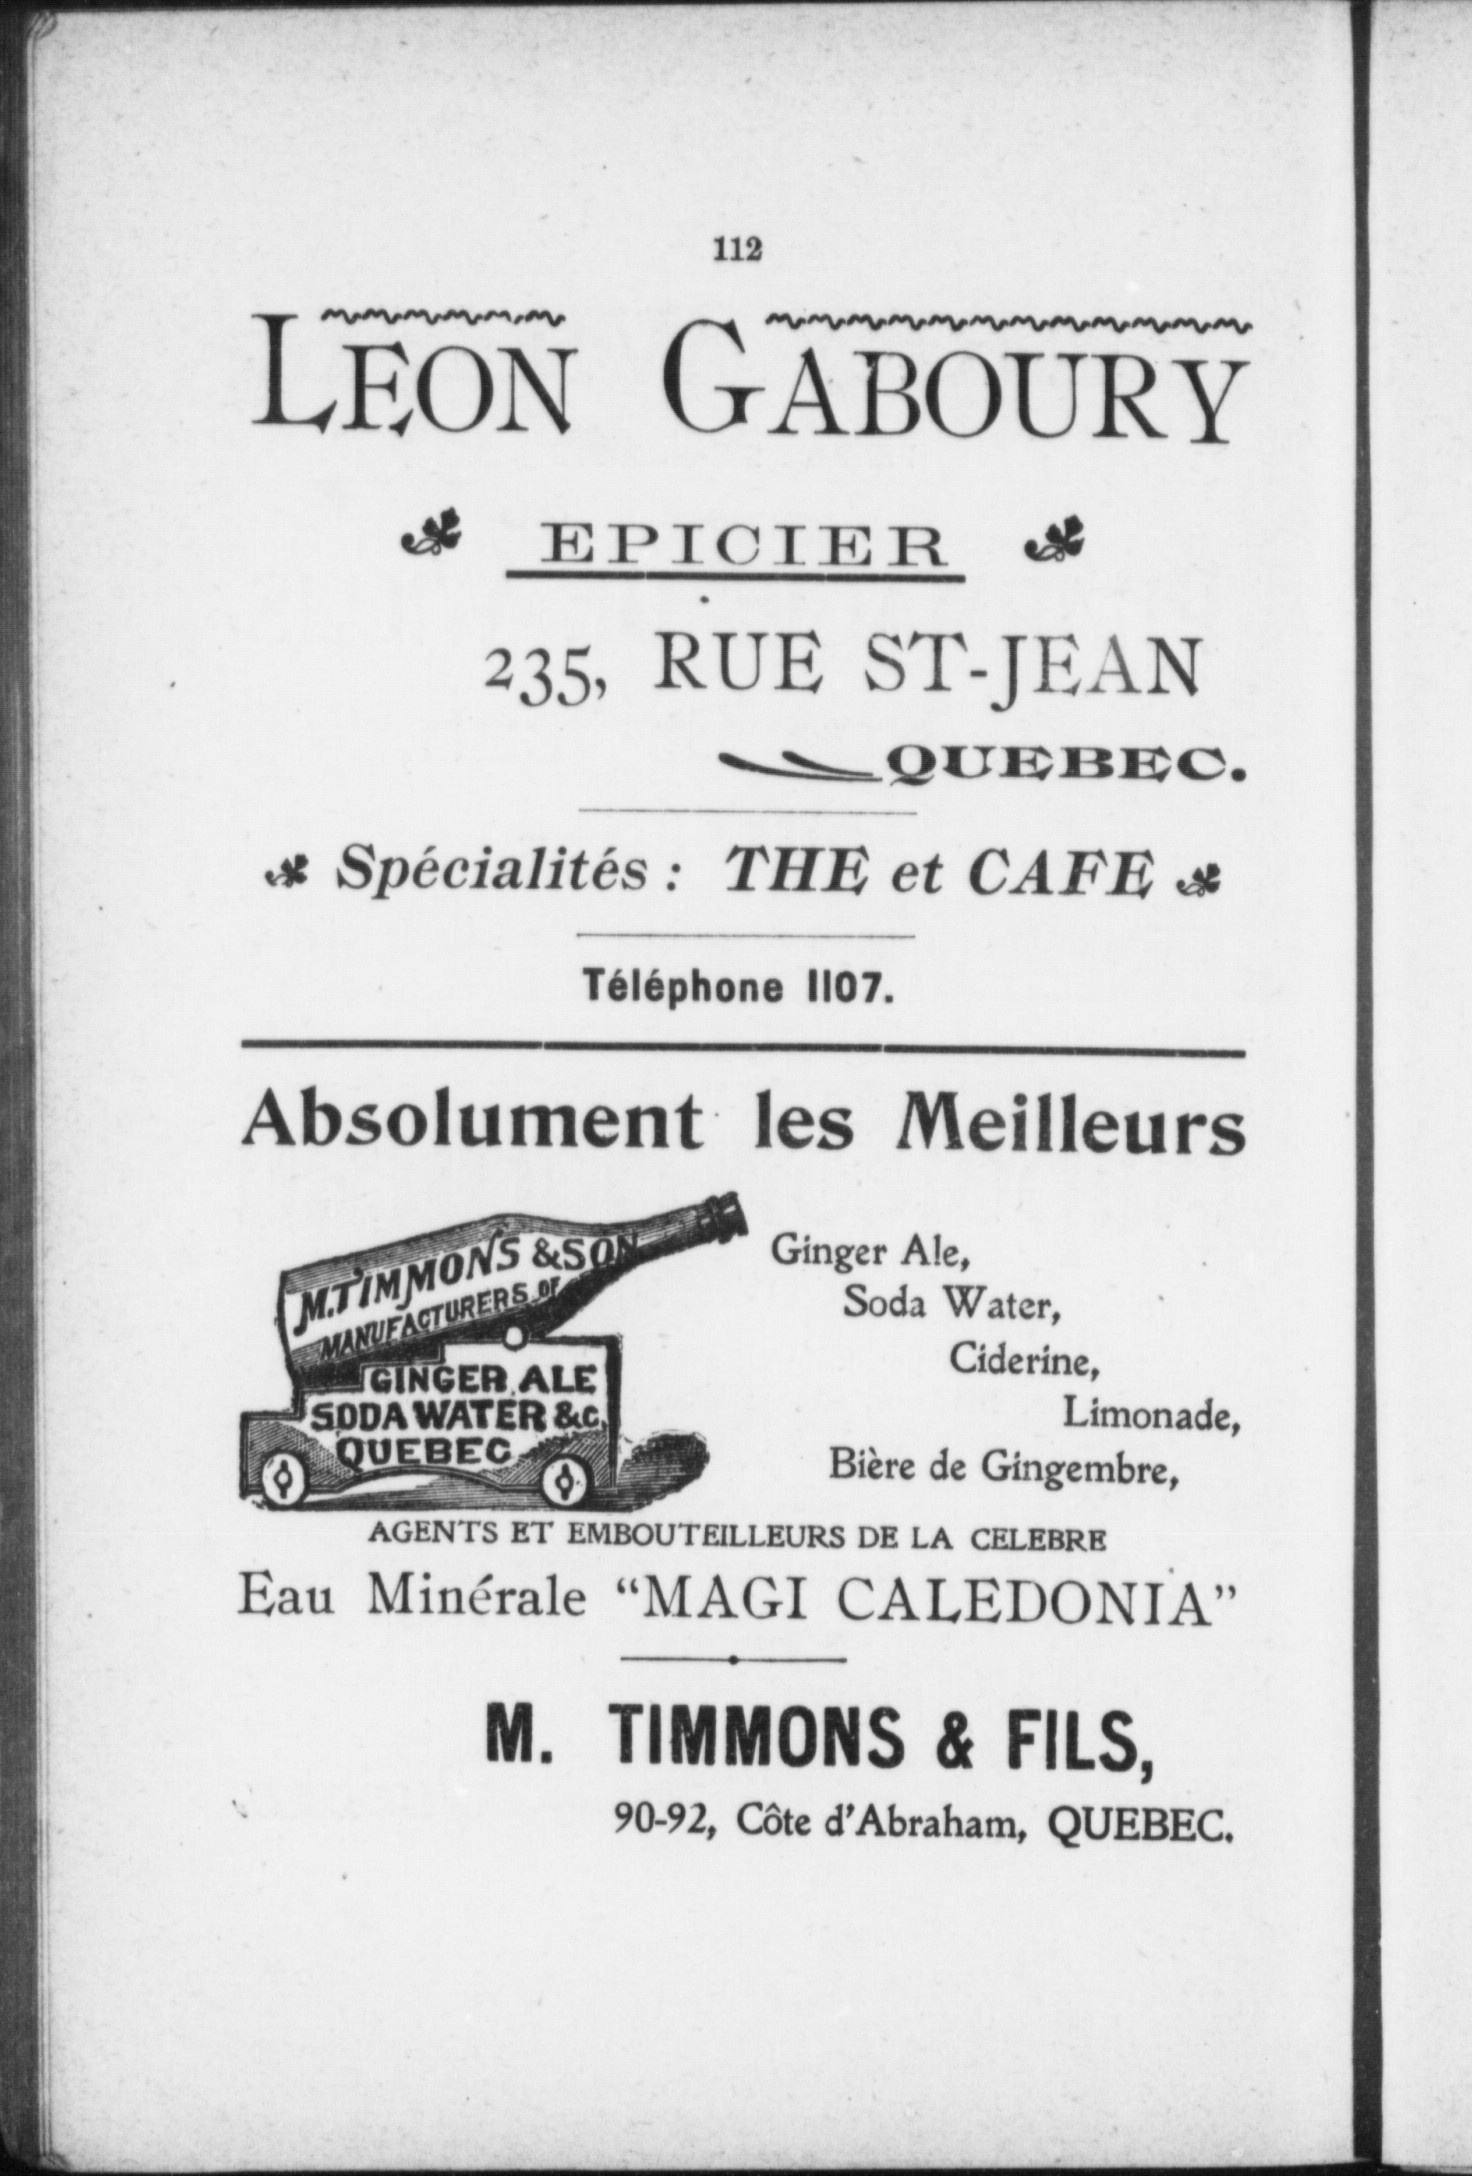 112
LEON GABOURY
EPICIER
235, RUE ST-JEAN
QUEBEC.
Spécialités : THE et CAFE
Téléphone 1107.
Absolument les Meilleurs
M. TIMMONS & SON
MANUFACTURERS OF
GINGER ALE
SODA WATER &c.
QUEBEC
Ginger Ale,
Soda Water,
Ciderine,
Limonade,
Bière de Gingembre,
AGENTS ET EMBOUTEILLEURS DE LA CELEBRE
Eau Minérale “MAGI CALEDONIA”
M. TIMMONS & FILS,
90-92, Côte d'Abraham, QUEBEC.